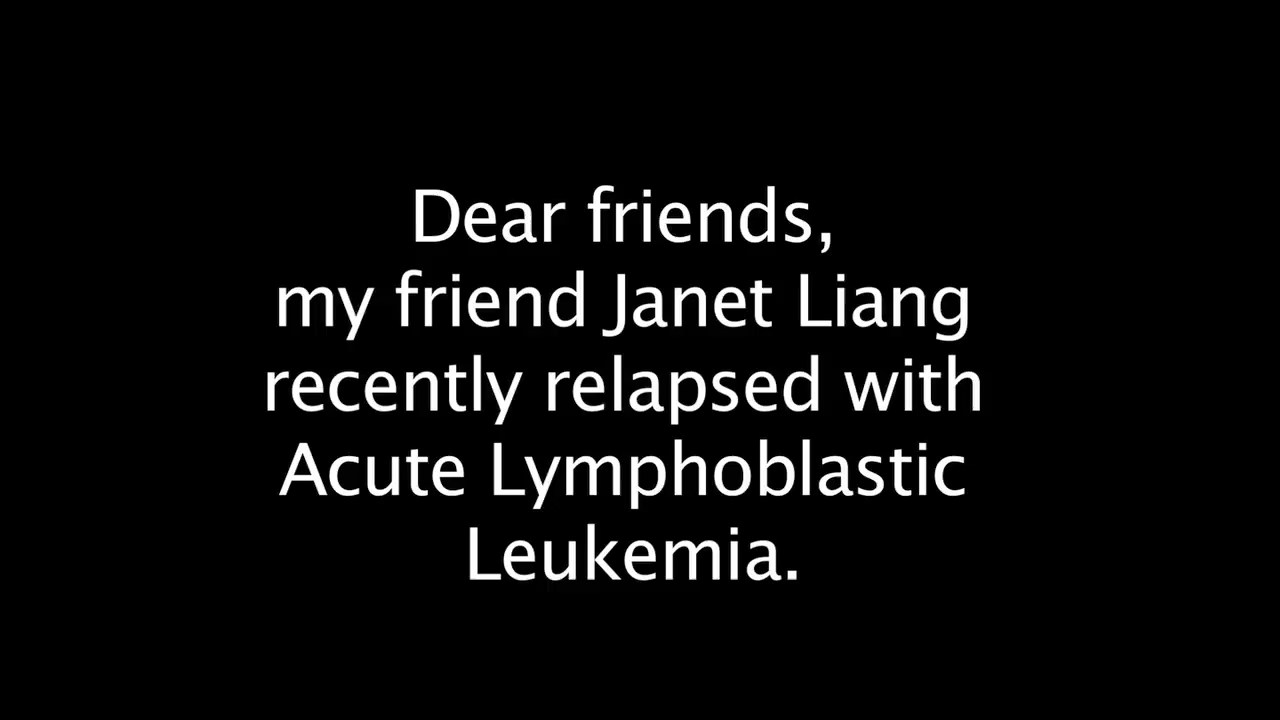 Dear friends,
my friend Janet Liang
recently relapsed with
Acute Lymphoblastic
Leukemia.